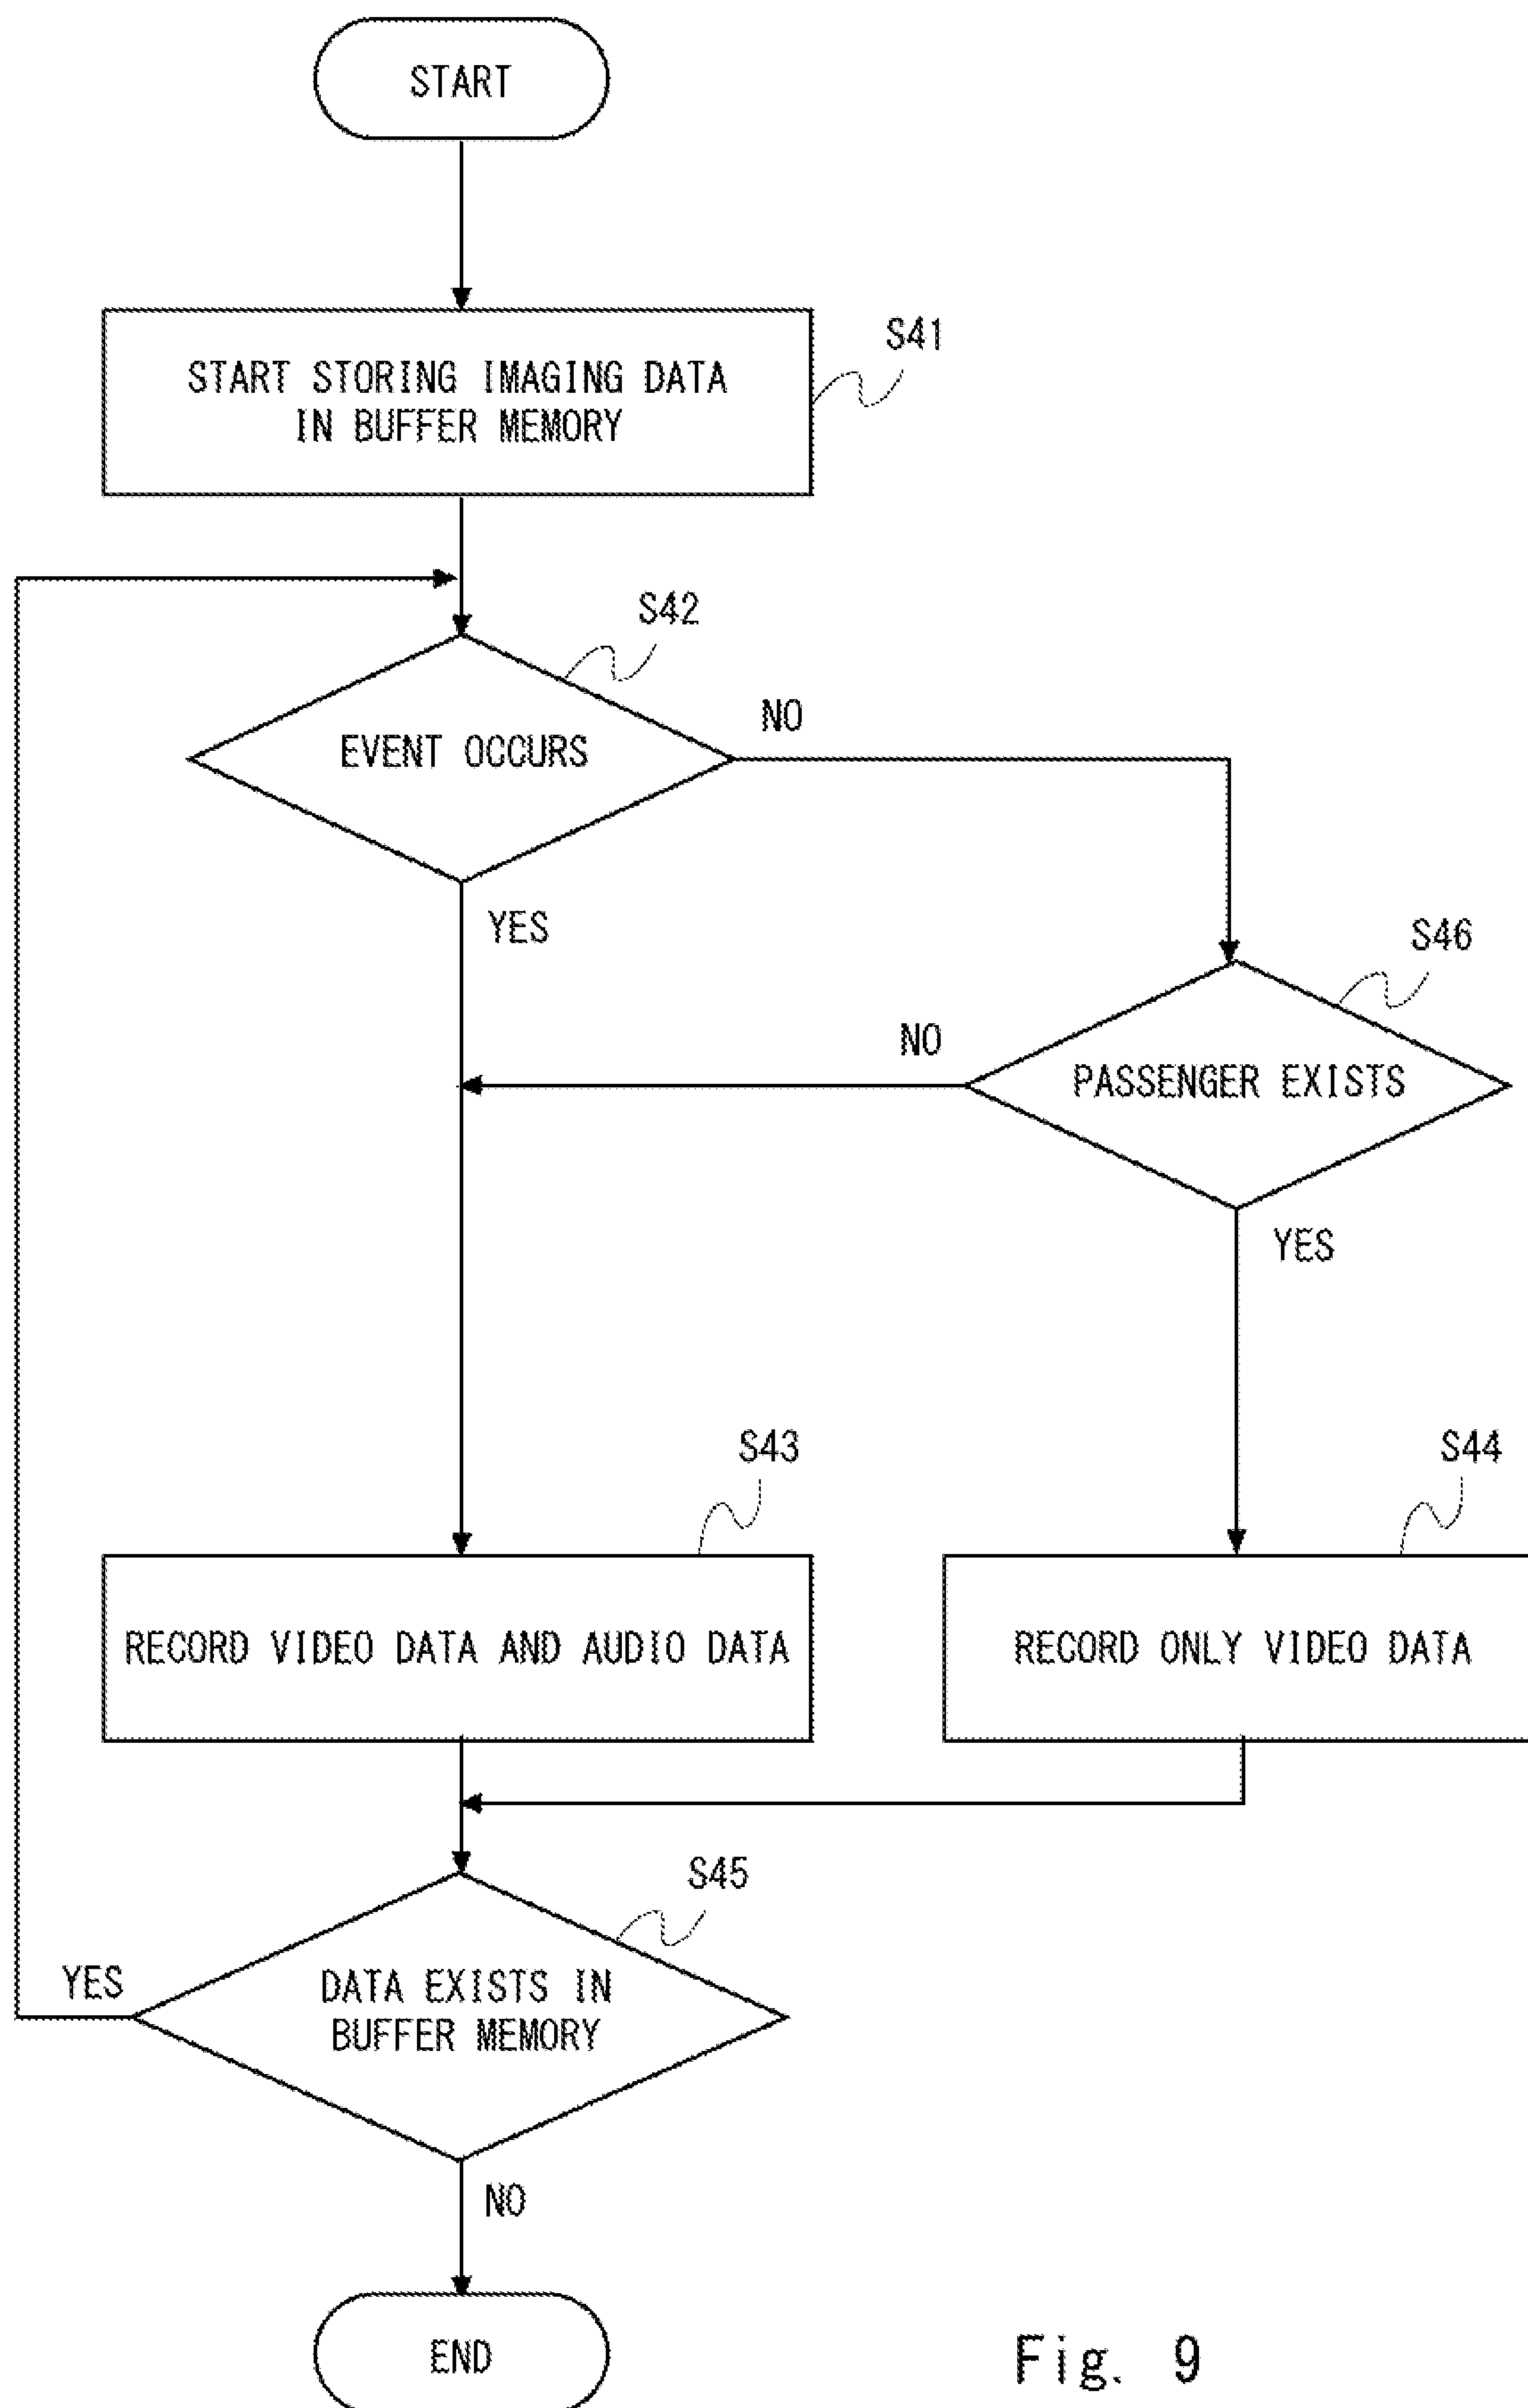 START
S41
START STORING IMAGING DATA
IN BUFFER MEMORY
S42
EVENT OCCURS
NO
YES
S46
NO
PASSENGER EXISTS
YES
S43
S44
RECORD VIDEO DATA AND AUDIO DATA
RECORD ONLY VIDEO DATA
S45
YES
DATA EXISTS IN
BUFFER MEMORY
NO
END
Fig. 9